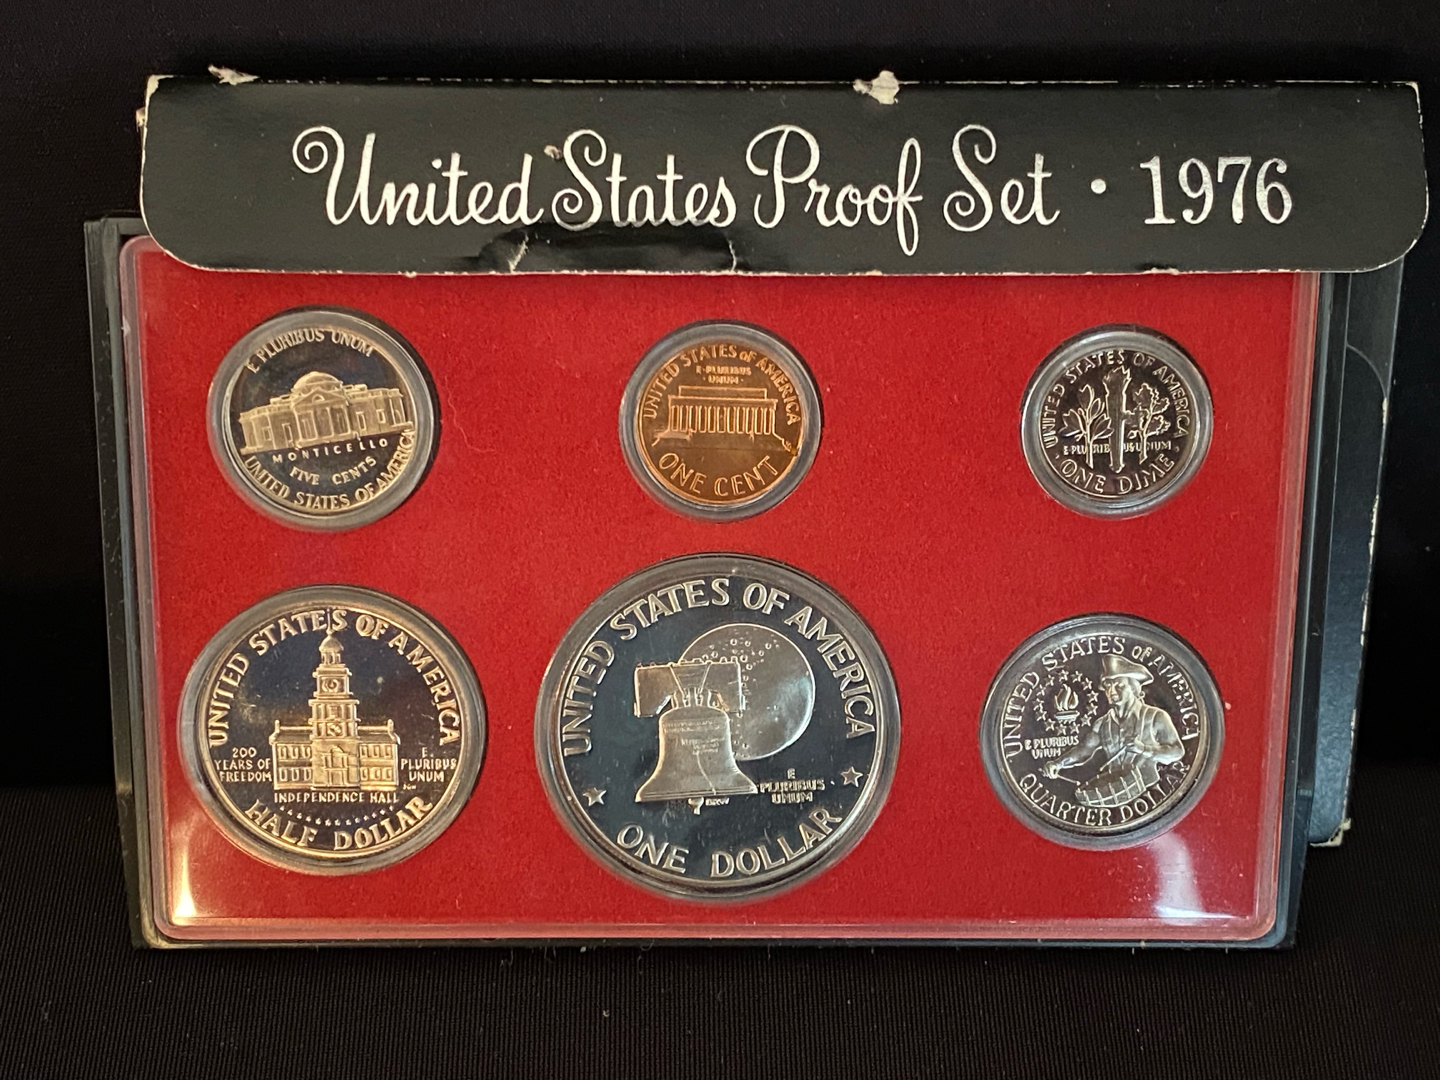 United States Proof Set · 1976
E PLURIBUS UNUM
MONTICELLO
FIVE CENTS
UNITED STATES OF AMERICA
UNITED STATES OF AMERICA
E·PLURIBUS
·UNUM·
ONE CENT
UNITED STATES OF AMERICA
E PLURIBUS UNUM
ONE DIME
UNITED STATES OF AMERICA
200
YEARS OF
FREEDOM
E
PLURIBUS
UNUM
INDEPENDENCE HALL
HALF DOLLAR
UNITED STATES OF AMERICA
E
PLURIBUS
UNUM
ONE DOLLAR
UNITED STATES OF AMERICA
E PLURIBUS
UNUM
QUARTER DOLLAR